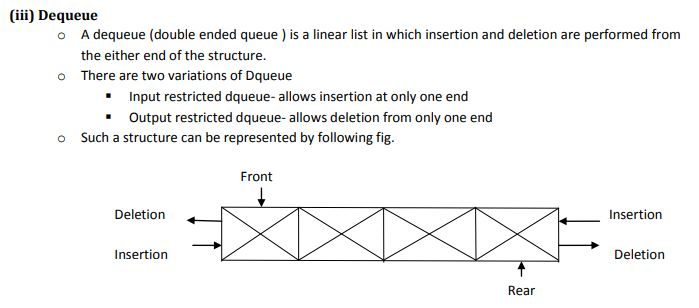 (iii) Dequeue
o A dequeue (double ended queue ) is a linear list in which insertion and deletion are performed from
the either end of the structure.
o There are two variations of Dqueue
▪ Input restricted dqueue- allows insertion at only one end
▪ Output restricted dqueue- allows deletion from only one end
o Such a structure can be represented by following fig.
Front
Deletion
Insertion
Insertion
Deletion
Rear